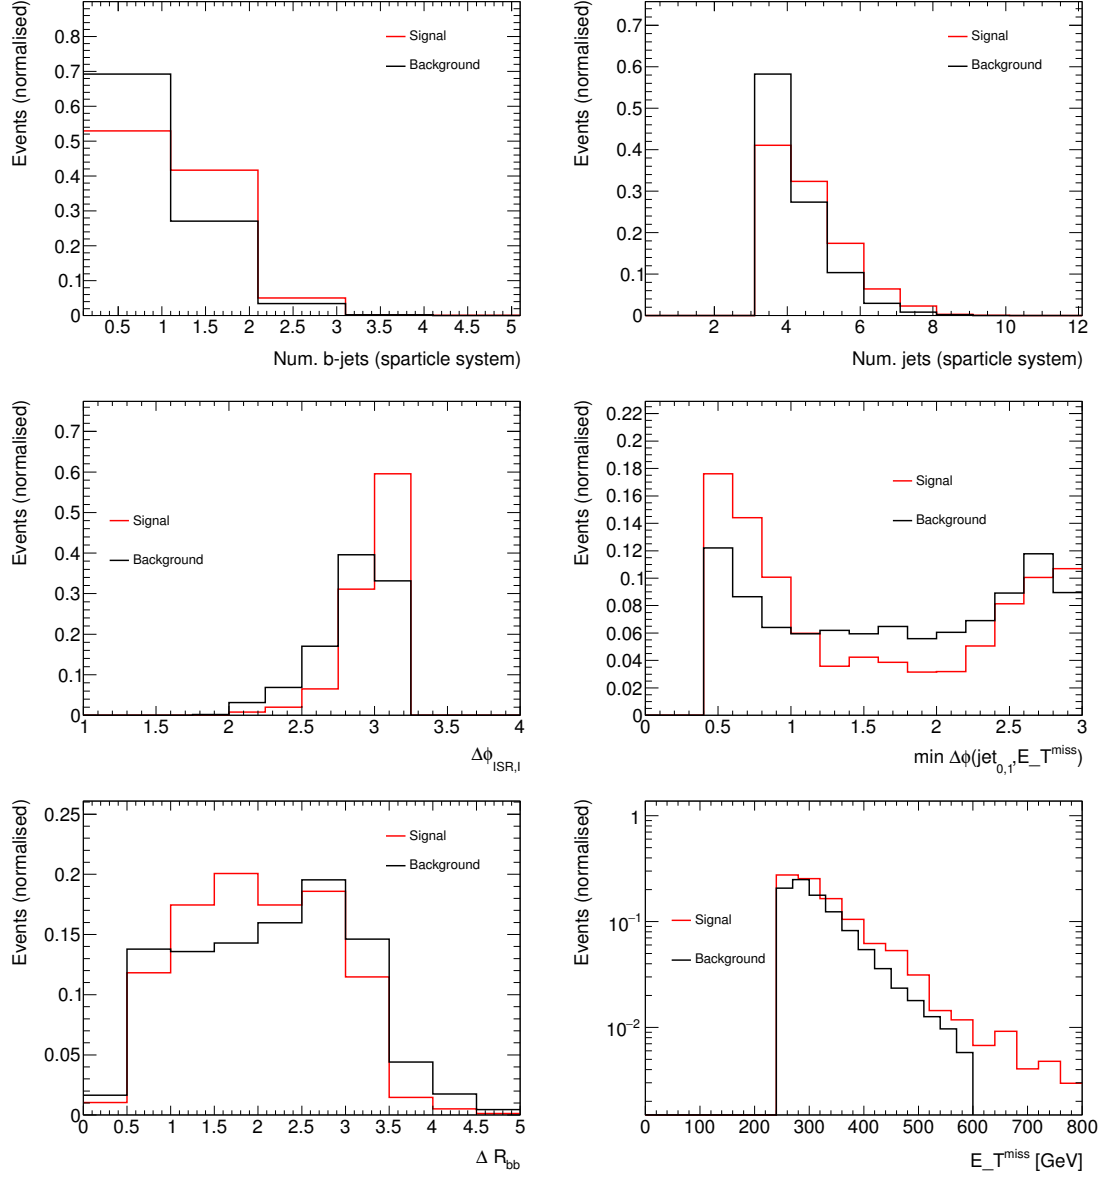 Events (normalised)
0.8
0.7
0.6
0.5
0.4
0.3
0.2
0.1
0
Signal
Background
0.5 1 1.5 2 2.5 3 3.5 4 4.5 5
Num. b-jets (sparticle system)
Events (normalised)
0.7
0.6
0.5
0.4
0.3
0.2
0.1
0
Signal
Background
2 4 6 8 10 12
Num. jets (sparticle system)
Events (normalised)
0.7
0.6
0.5
0.4
0.3
0.2
0.1
0
Signal
Background
1 1.5 2 2.5 3 3.5 4
Δϕ_ISR,I
Events (normalised)
0.22
0.2
0.18
0.16
0.14
0.12
0.1
0.08
0.06
0.04
0.02
0
Signal
Background
0 0.5 1 1.5 2 2.5 3
min Δϕ(jet_0,1,E_T^miss)
Events (normalised)
0.25
0.2
0.15
0.1
0.05
0
Signal
Background
0 0.5 1 1.5 2 2.5 3 3.5 4 4.5 5
Δ R_bb
Events (normalised)
1
10^−1
10^−2
Signal
Background
0 100 200 300 400 500 600 700 800
E_T^miss [GeV]